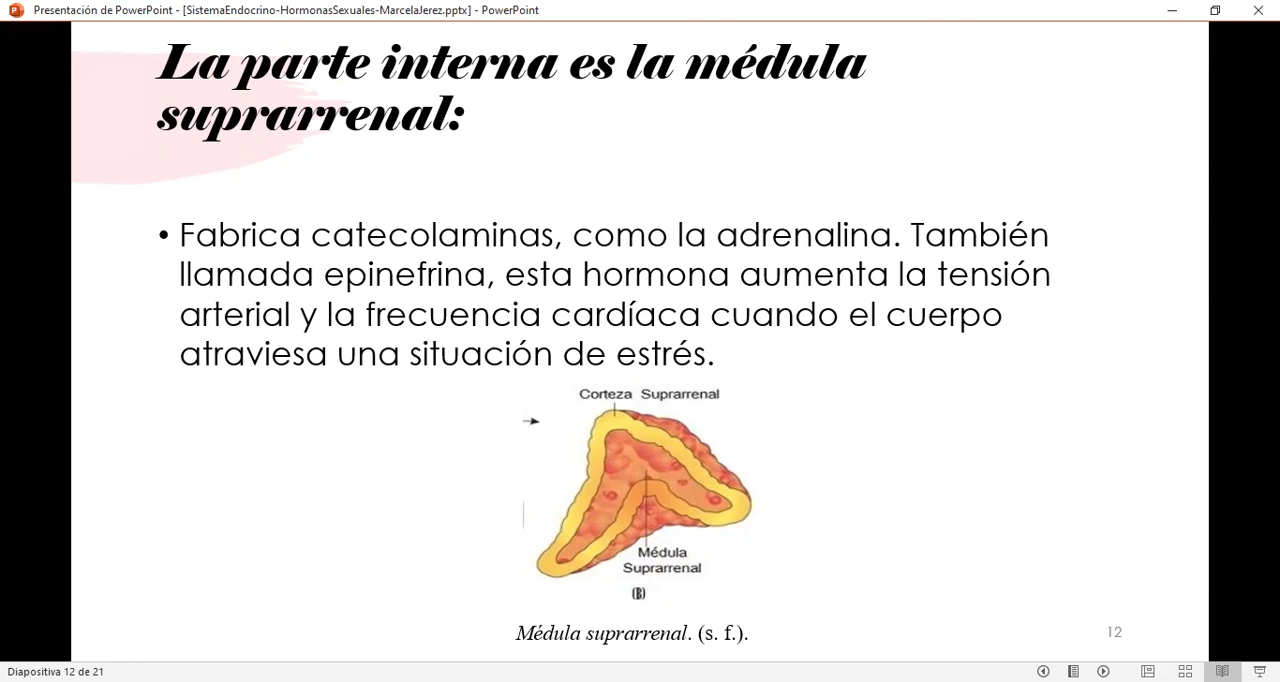 Presentación de PowerPoint - [SistemaEndocrino-HormonasSexuales-MarcelaJerez.pptx] - PowerPoint
La parte interna es la médula
suprarrenal:
• Fabrica catecolaminas, como la adrenalina. También
llamada epinefrina, esta hormona aumenta la tensión
arterial y la frecuencia cardíaca cuando el cuerpo
atraviesa una situación de estrés.
Corteza Suprarrenal
Médula
Suprarrenal
(B)
Médula suprarrenal. (s. f.).
12
Diapositiva 12 de 21